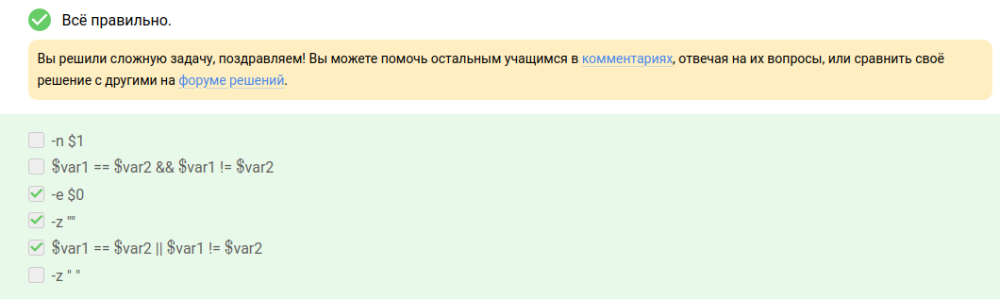 Всё правильно.
Вы решили сложную задачу, поздравляем! Вы можете помочь остальным учащимся в комментариях, отвечая на их вопросы, или сравнить своё
решение с другими на форуме решений.
-n $1
$var1 == $var2 && $var1 != $var2
-e $0
-z ""
$var1 == $var2 || $var1 != $var2
-z " "